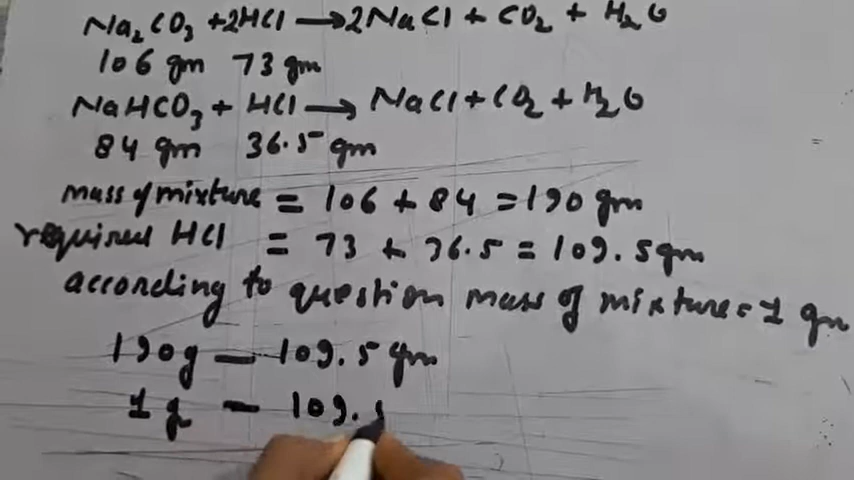 Na₂CO₃ + 2HCl → 2NaCl + CO₂ + H₂O
106 gm 73 gm
NaHCO₃ + HCl → NaCl + CO₂ + H₂O
84 gm 36.5 gm
mass of mixture = 106 + 84 = 190 gm
required HCl = 73 + 36.5 = 109.5 gm
according to question mass of mixture = 1 gm
190g — 109.5 gm
1 g — 109.